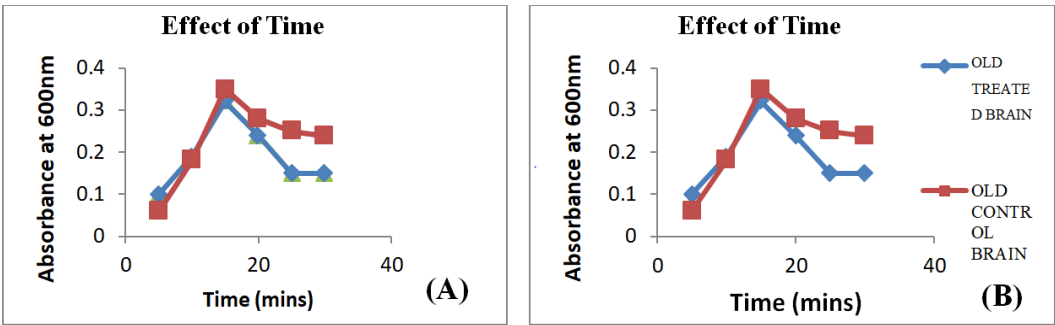 Effect of Time
Absorbance at 600nm
0.4
0.3
0.2
0.1
0
0
20
40
Time (mins)
(A)
Effect of Time
Absorbance at 600nm
0.4
0.3
0.2
0.1
0
0
20
40
Time (mins)
(B)
OLD
TREATE
D BRAIN
OLD
CONTR
OL
BRAIN